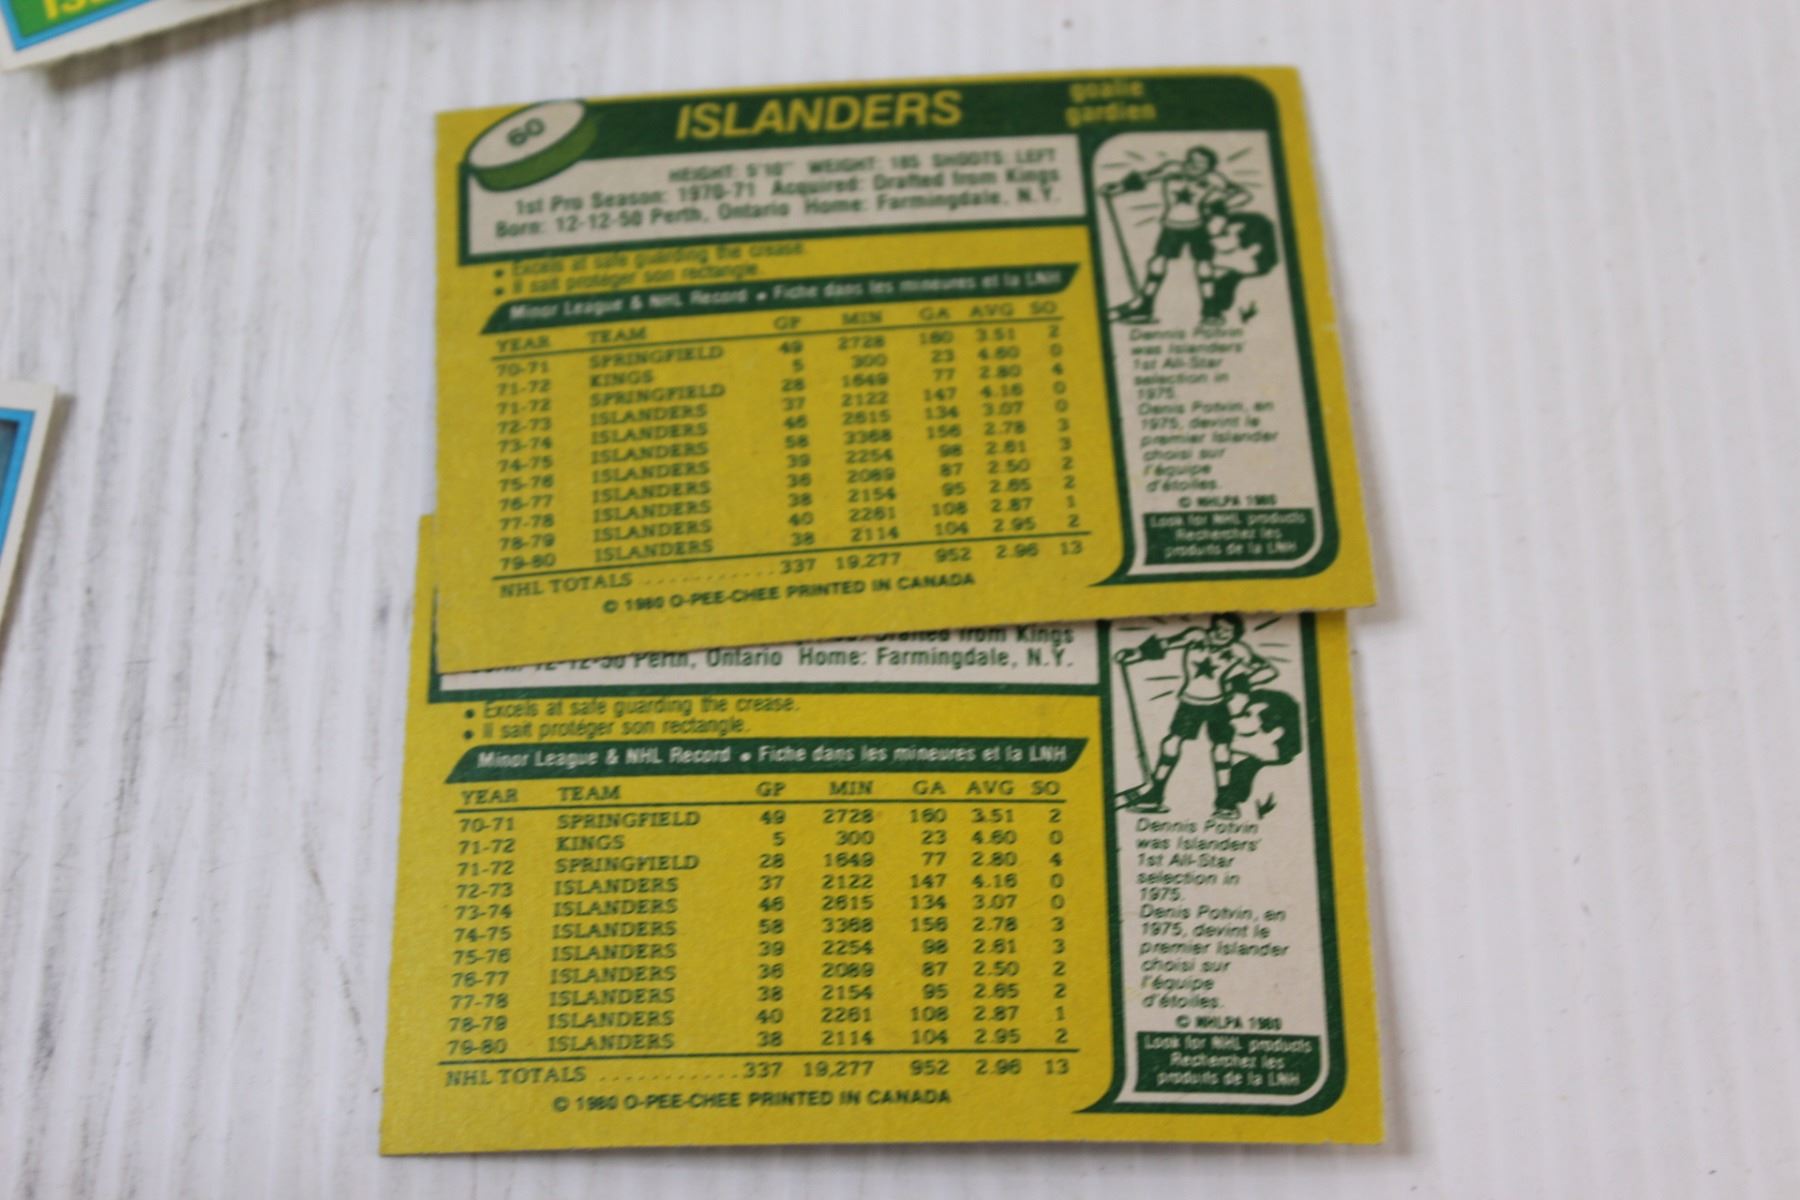 60
ISLANDERS
goalie
gardien
HEIGHT: 5'10" WEIGHT: 185 SHOOTS: LEFT
1st Pro Season: 1970-71 Acquired: Drafted from Kings
Born: 12-12-50 Perth, Ontario Home: Farmingdale, N.Y.
• Excels at safe guarding the crease.
• Il sait protéger son rectangle.
Minor League & NHL Record • Fiche dans les mineures et la LNH
YEAR TEAM GP MIN GA AVG SO
70-71 SPRINGFIELD 49 2728 160 3.51 2
71-72 KINGS 5 300 23 4.60 0
71-72 SPRINGFIELD 28 1649 77 2.80 4
72-73 ISLANDERS 37 2122 147 4.16 0
73-74 ISLANDERS 46 2615 134 3.07 0
74-75 ISLANDERS 58 3368 156 2.78 3
75-76 ISLANDERS 39 2254 98 2.61 3
76-77 ISLANDERS 36 2089 87 2.50 2
77-78 ISLANDERS 38 2154 95 2.65 2
78-79 ISLANDERS 40 2261 108 2.87 1
79-80 ISLANDERS 38 2114 104 2.95 2
NHL TOTALS ............ 337 19,277 952 2.96 13
© 1980 O-PEE-CHEE PRINTED IN CANADA
Dennis Potvin
was Islanders'
1st All-Star
selection in
1975.
Denis Potvin, en
1975, devint le
premier Islander
choisi sur
l'équipe
d'étoiles.
© NHLPA 1980
Look for NHL products
Recherchez les
produits de la LNH
Drafted from Kings
12-12-50 Perth, Ontario Home: Farmingdale, N.Y.
• Excels at safe guarding the crease.
• Il sait protéger son rectangle.
Minor League & NHL Record • Fiche dans les mineures et la LNH
YEAR TEAM GP MIN GA AVG SO
70-71 SPRINGFIELD 49 2728 160 3.51 2
71-72 KINGS 5 300 23 4.60 0
71-72 SPRINGFIELD 28 1649 77 2.80 4
72-73 ISLANDERS 37 2122 147 4.16 0
73-74 ISLANDERS 46 2615 134 3.07 0
74-75 ISLANDERS 58 3368 156 2.78 3
75-76 ISLANDERS 39 2254 98 2.61 3
76-77 ISLANDERS 36 2089 87 2.50 2
77-78 ISLANDERS 38 2154 95 2.65 2
78-79 ISLANDERS 40 2261 108 2.87 1
79-80 ISLANDERS 38 2114 104 2.95 2
NHL TOTALS ............ 337 19,277 952 2.96 13
© 1980 O-PEE-CHEE PRINTED IN CANADA
Dennis Potvin
was Islanders'
1st All-Star
selection in
1975.
Denis Potvin, en
1975, devint le
premier Islander
choisi sur
l'équipe
d'étoiles.
© NHLPA 1980
Look for NHL products
Recherchez les
produits de la LNH